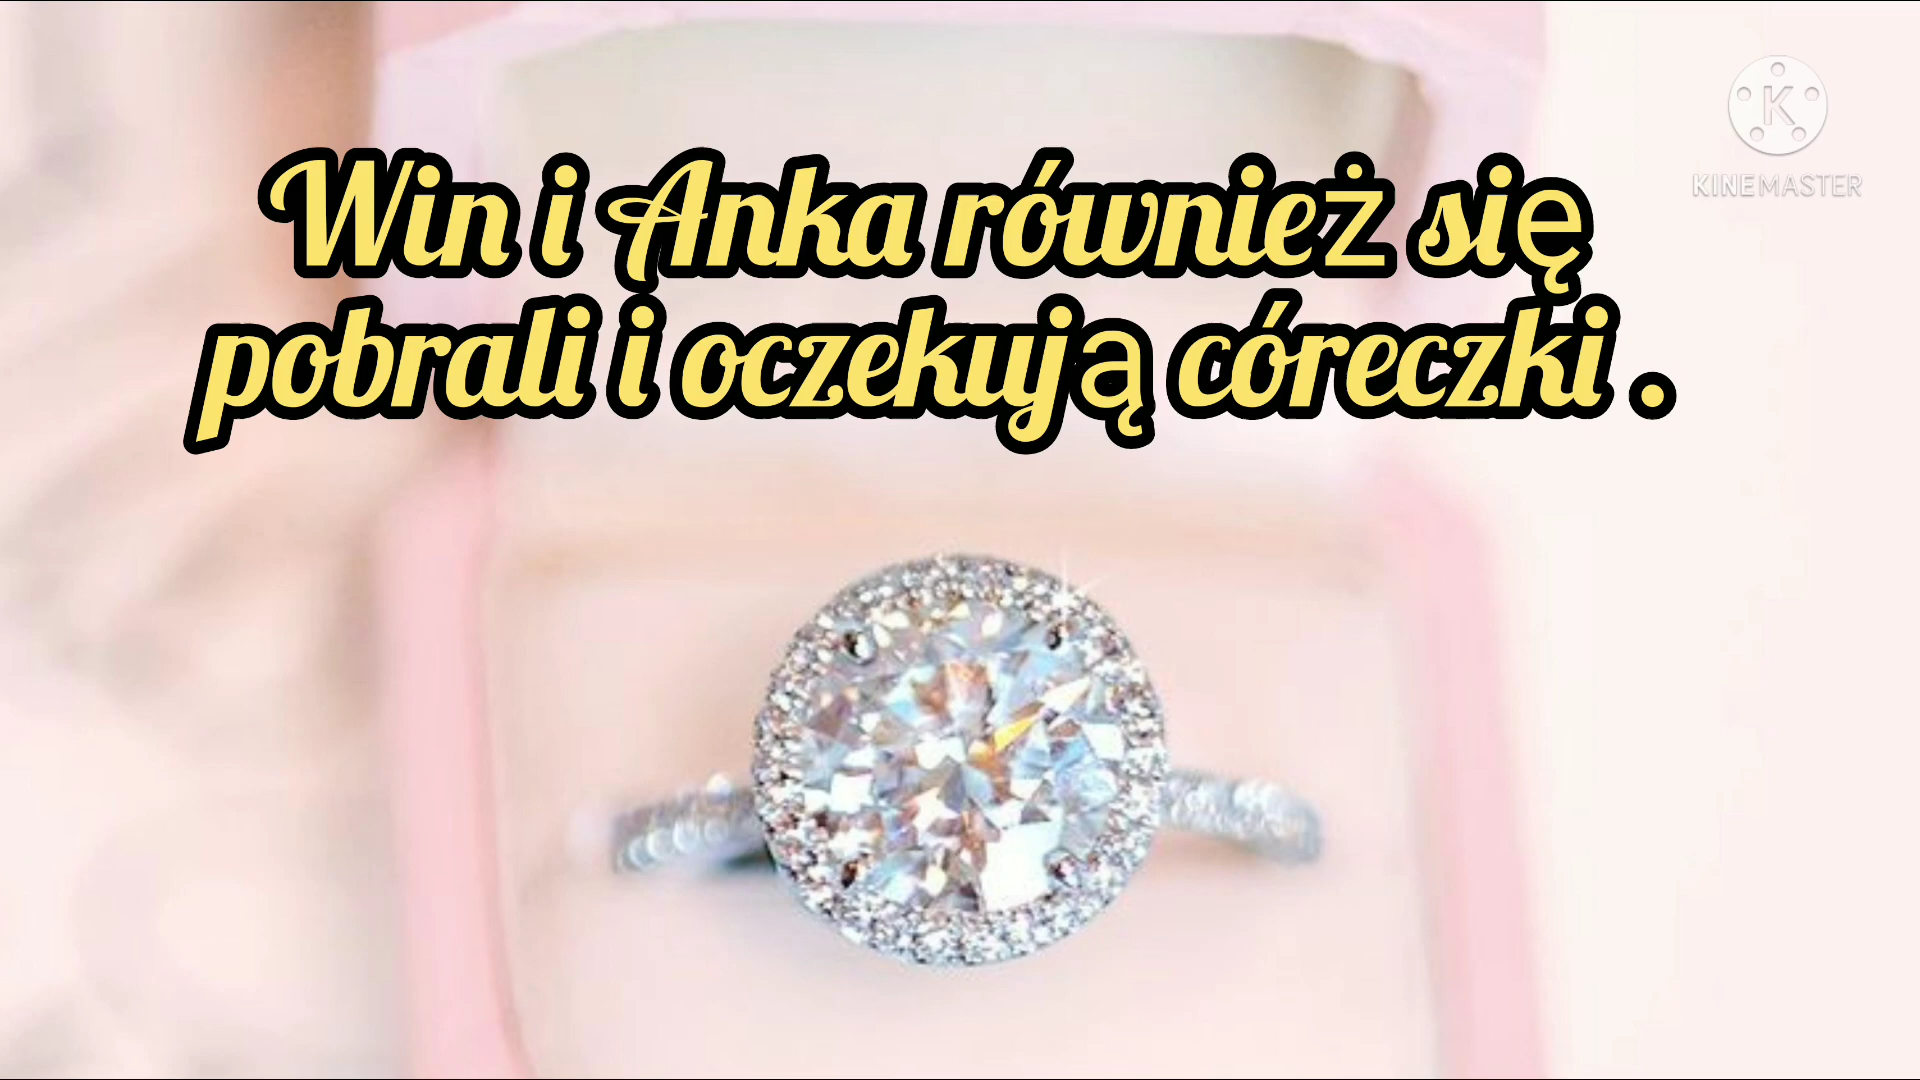 Win i Anka również się
pobrali i oczekują córeczki .
K
KINEMASTER